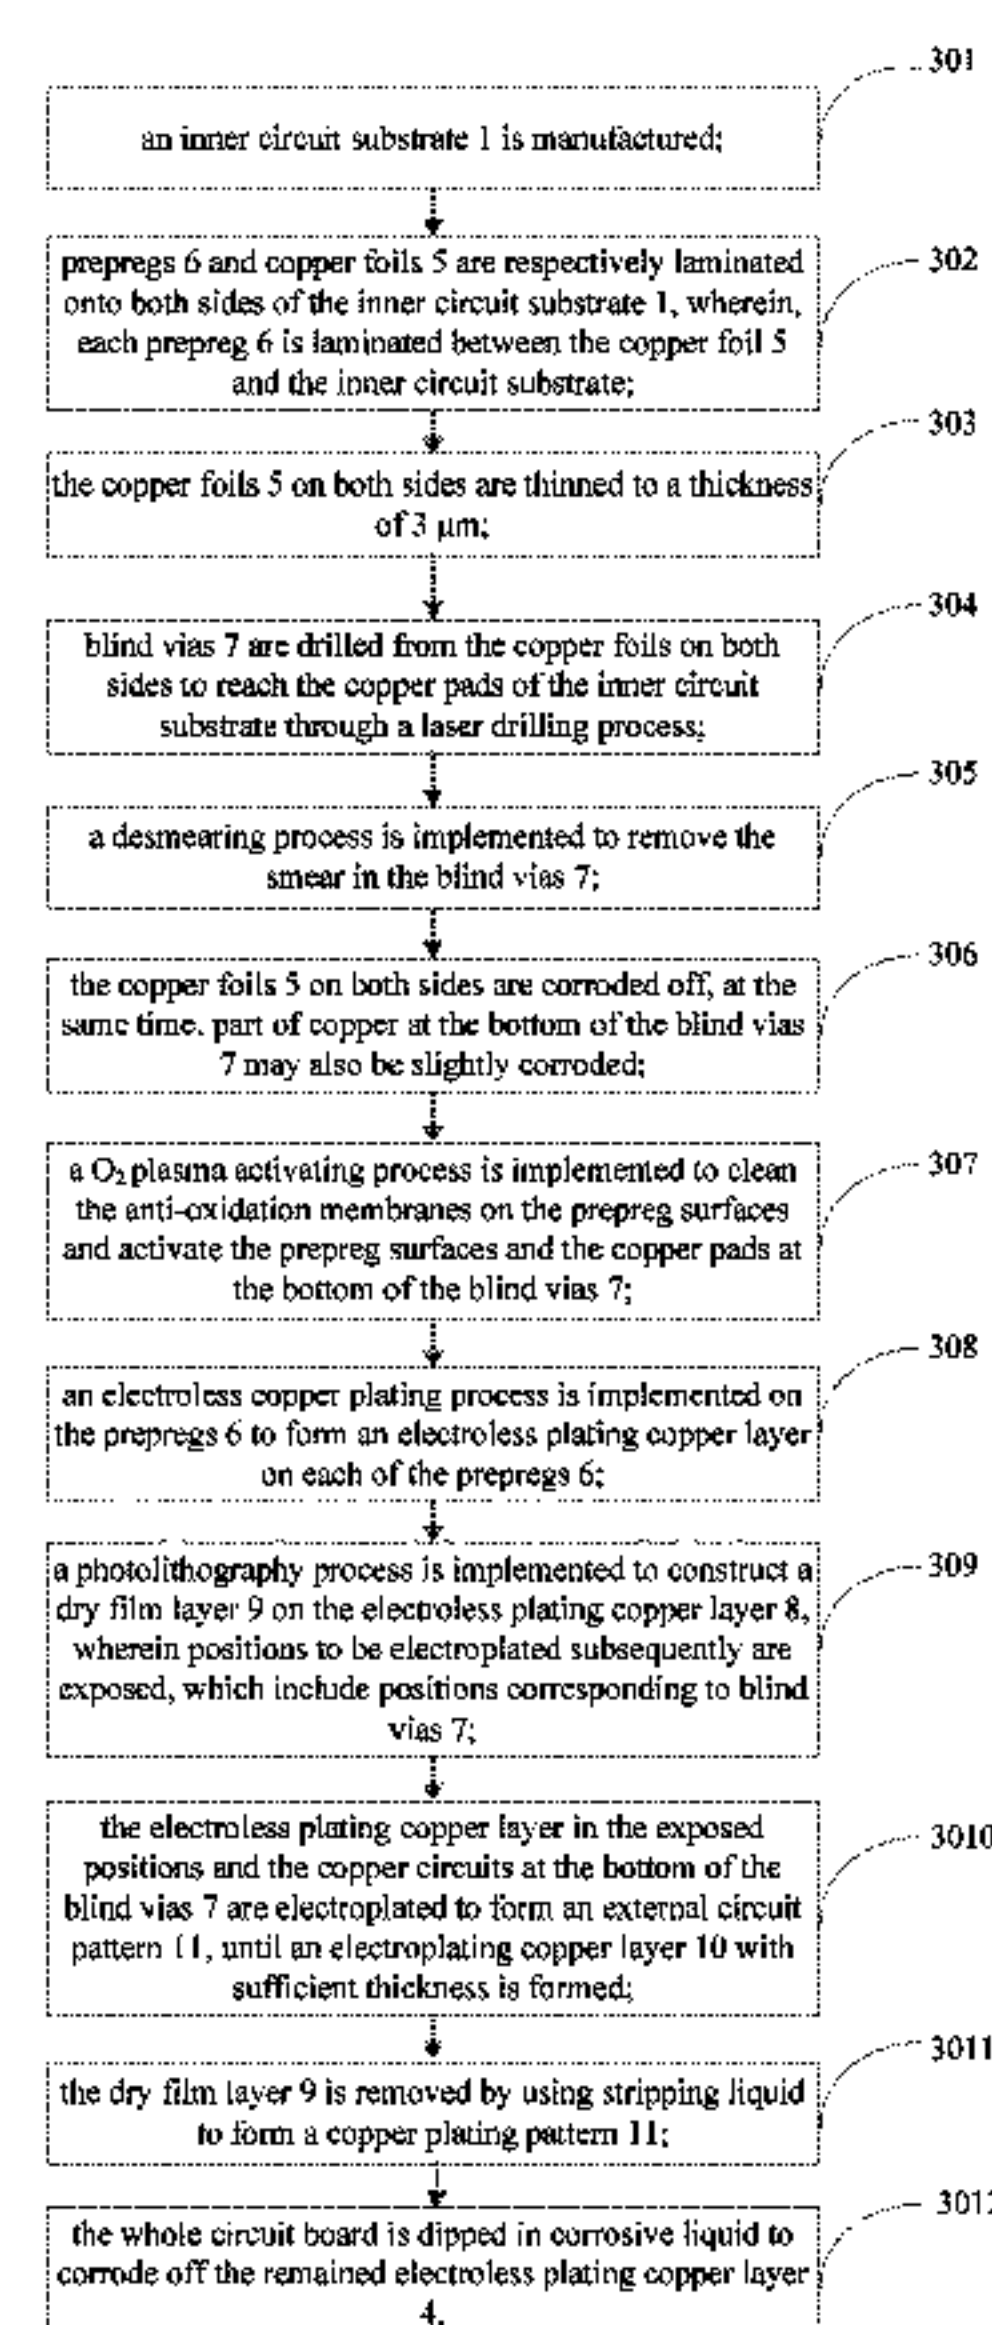 301
an inner circuit substrate 1 is manufactured;
302
prepregs 6 and copper foils 5 are respectively laminated
onto both sides of the inner circuit substrate 1, wherein,
each prepreg 6 is laminated between the copper foil 5
and the inner circuit substrate;
303
the copper foils 5 on both sides are thinned to a thickness
of 3 μm;
304
blind vias 7 are drilled from the copper foils on both
sides to reach the copper pads of the inner circuit
substrate through a laser drilling process;
305
a desmearing process is implemented to remove the
smear in the blind vias 7;
306
the copper foils 5 on both sides are corroded off, at the
same time, part of copper at the bottom of the blind vias
7 may also be slightly corroded;
307
a O₂ plasma activating process is implemented to clean
the anti-oxidation membranes on the prepreg surfaces
and activate the prepreg surfaces and the copper pads at
the bottom of the blind vias 7;
308
an electroless copper plating process is implemented on
the prepregs 6 to form an electroless plating copper layer
on each of the prepregs 6;
309
a photolithography process is implemented to construct a
dry film layer 9 on the electroless plating copper layer 8,
wherein positions to be electroplated subsequently are
exposed, which include positions corresponding to blind
vias 7;
3010
the electroless plating copper layer in the exposed
positions and the copper circuits at the bottom of the
blind vias 7 are electroplated to form an external circuit
pattern 11, until an electroplating copper layer 10 with
sufficient thickness is formed;
3011
the dry film layer 9 is removed by using stripping liquid
to form a copper plating pattern 11;
3012
the whole circuit board is dipped in corrosive liquid to
corrode off the remained electroless plating copper layer
4.